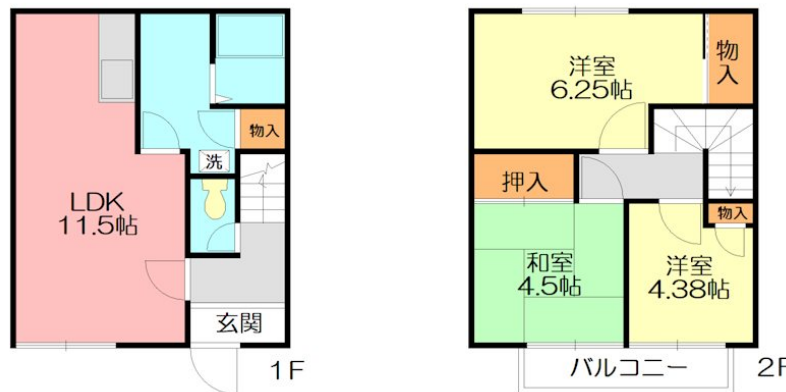 物入
洗
LDK
11.5帖
玄関
1F
洋室
6.25帖
物入
押入
物入
和室
4.5帖
洋室
4.38帖
バルコニー
2F